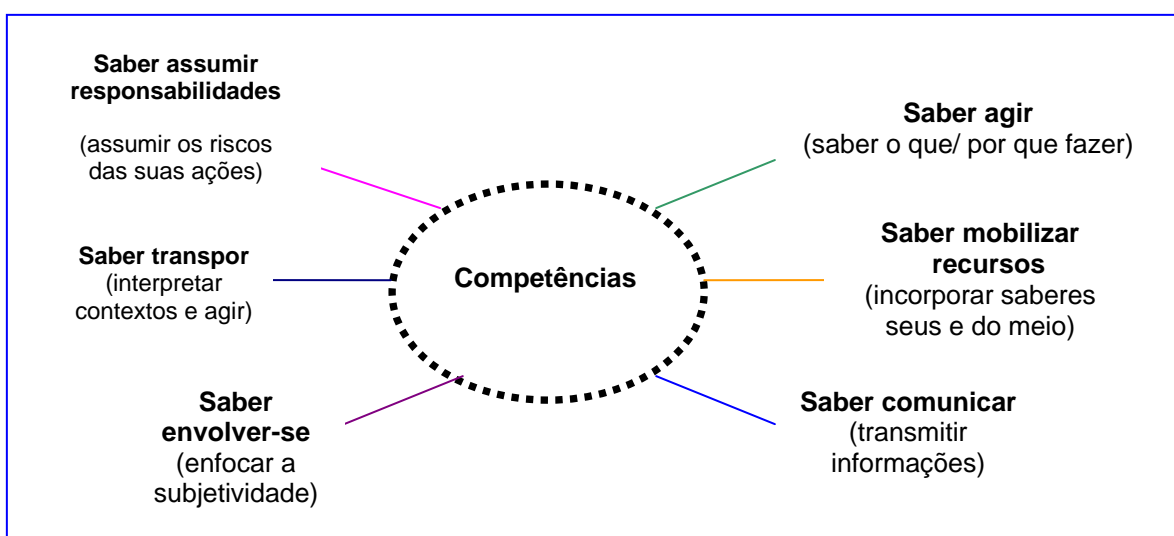 Saber assumir
responsabilidades
(assumir os riscos
das suas ações)
Saber transpor
(interpretar
contextos e agir)
Saber
envolver-se
(enfocar a
subjetividade)
Competências
Saber agir
(saber o que/ por que fazer)
Saber mobilizar
recursos
(incorporar saberes
seus e do meio)
Saber comunicar
(transmitir
informações)